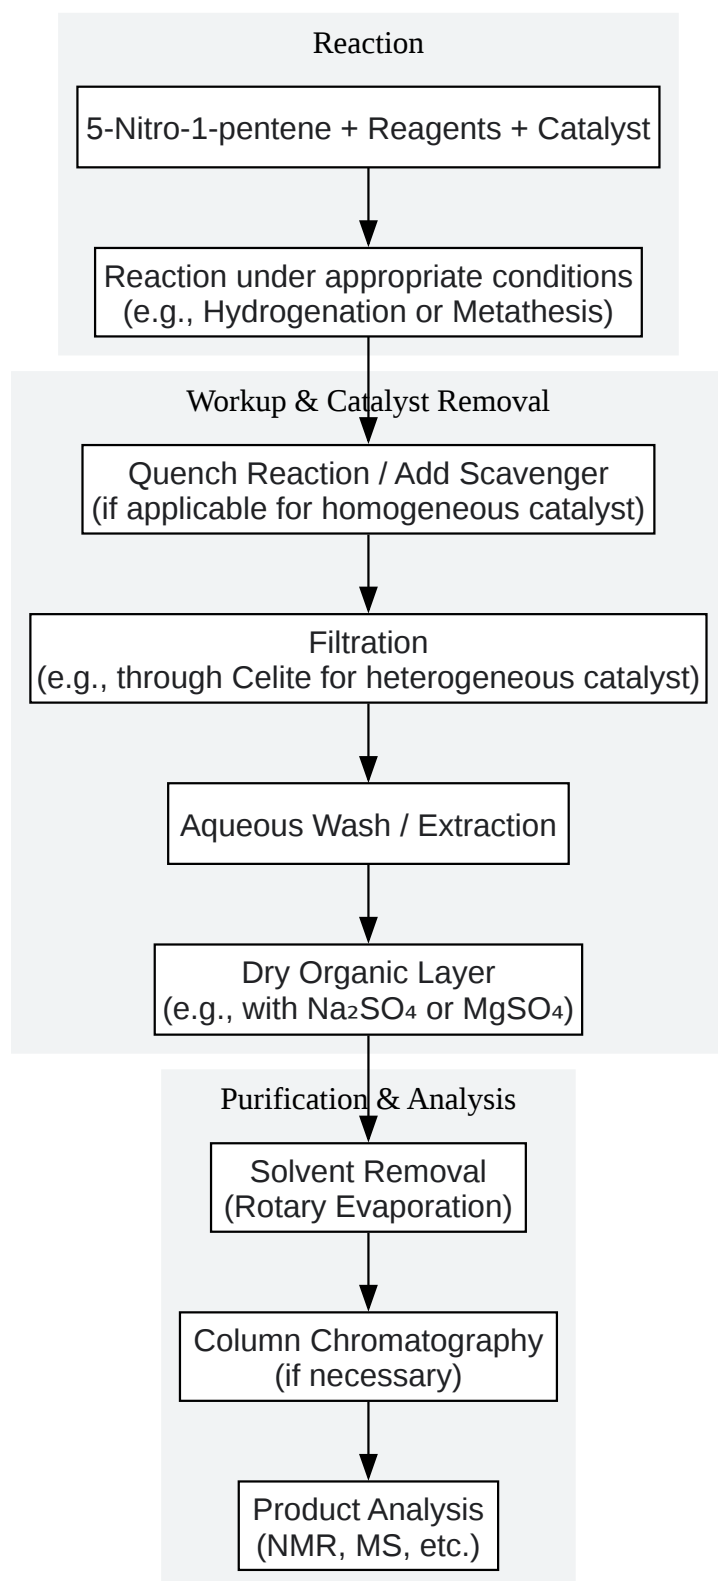 Reaction
5-Nitro-1-pentene + Reagents + Catalyst
Reaction under appropriate conditions
(e.g., Hydrogenation or Metathesis)
Workup & Catalyst Removal
Quench Reaction / Add Scavenger
(if applicable for homogeneous catalyst)
Filtration
(e.g., through Celite for heterogeneous catalyst)
Aqueous Wash / Extraction
Dry Organic Layer
(e.g., with Na₂SO₄ or MgSO₄)
Purification & Analysis
Solvent Removal
(Rotary Evaporation)
Column Chromatography
(if necessary)
Product Analysis
(NMR, MS, etc.)